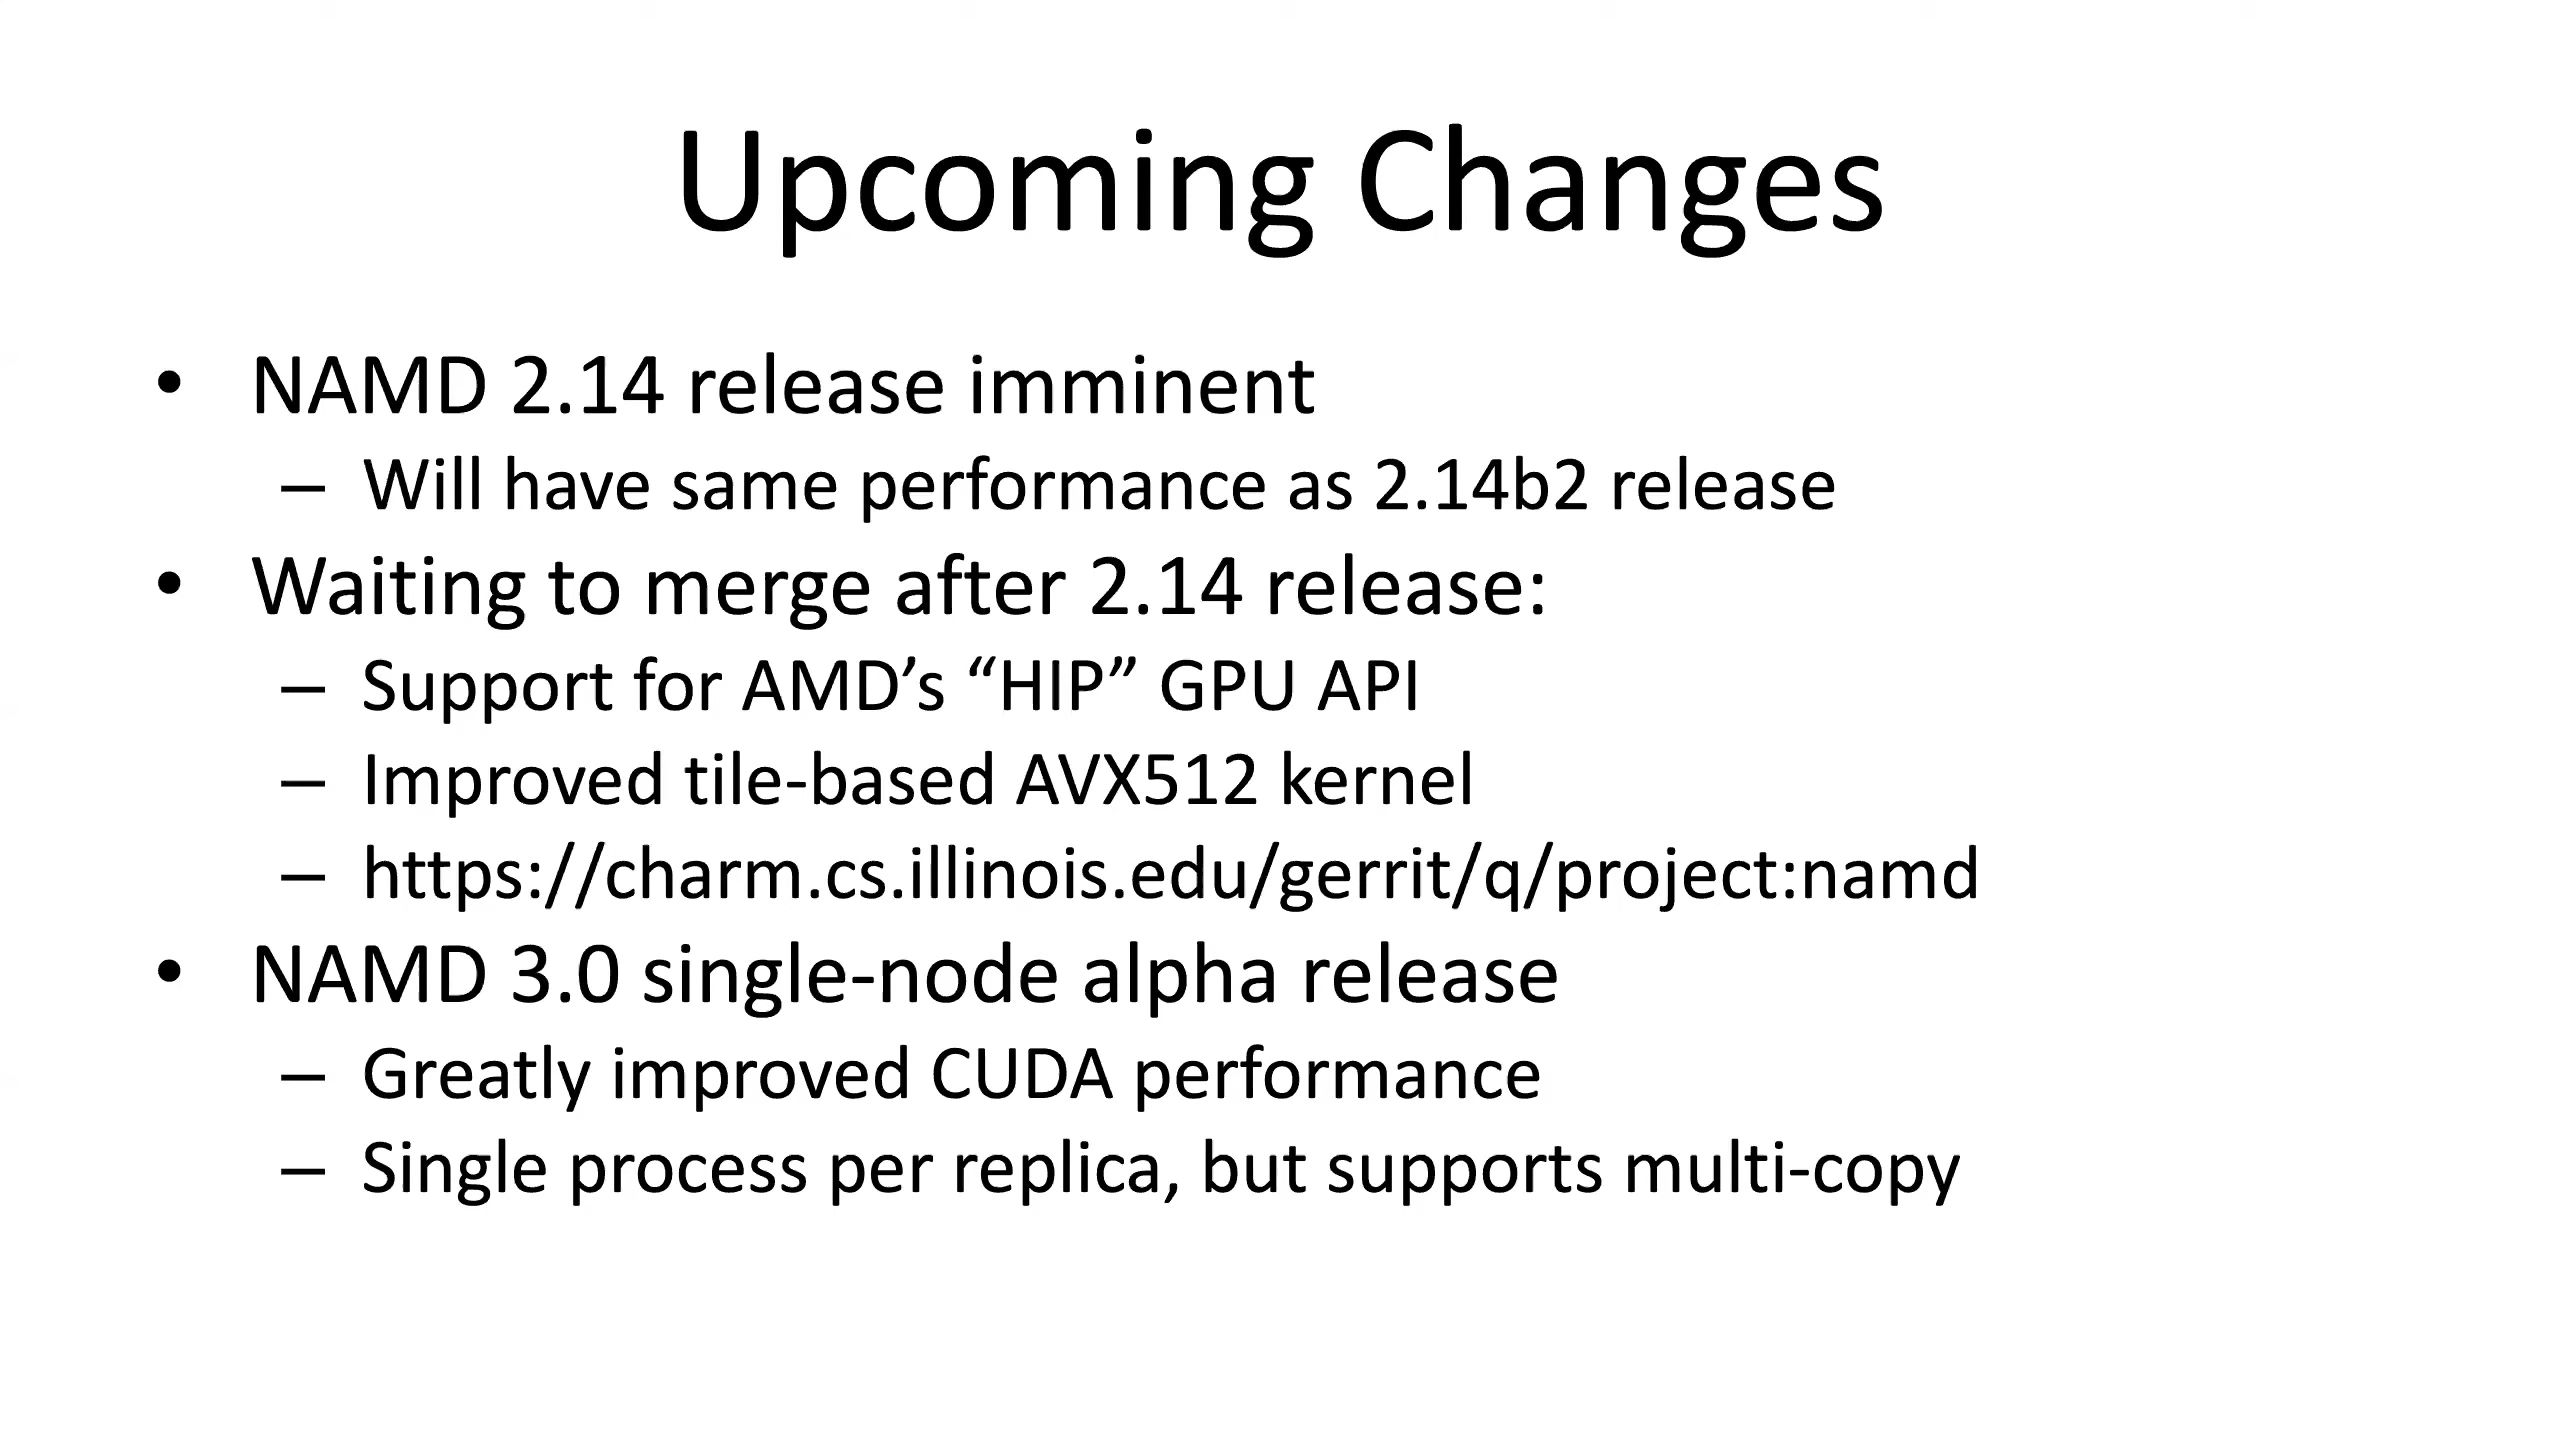 Upcoming Changes
• NAMD 2.14 release imminent
– Will have same performance as 2.14b2 release
• Waiting to merge after 2.14 release:
– Support for AMD’s “HIP” GPU API
– Improved tile-based AVX512 kernel
– https://charm.cs.illinois.edu/gerrit/q/project:namd
• NAMD 3.0 single-node alpha release
– Greatly improved CUDA performance
– Single process per replica, but supports multi-copy